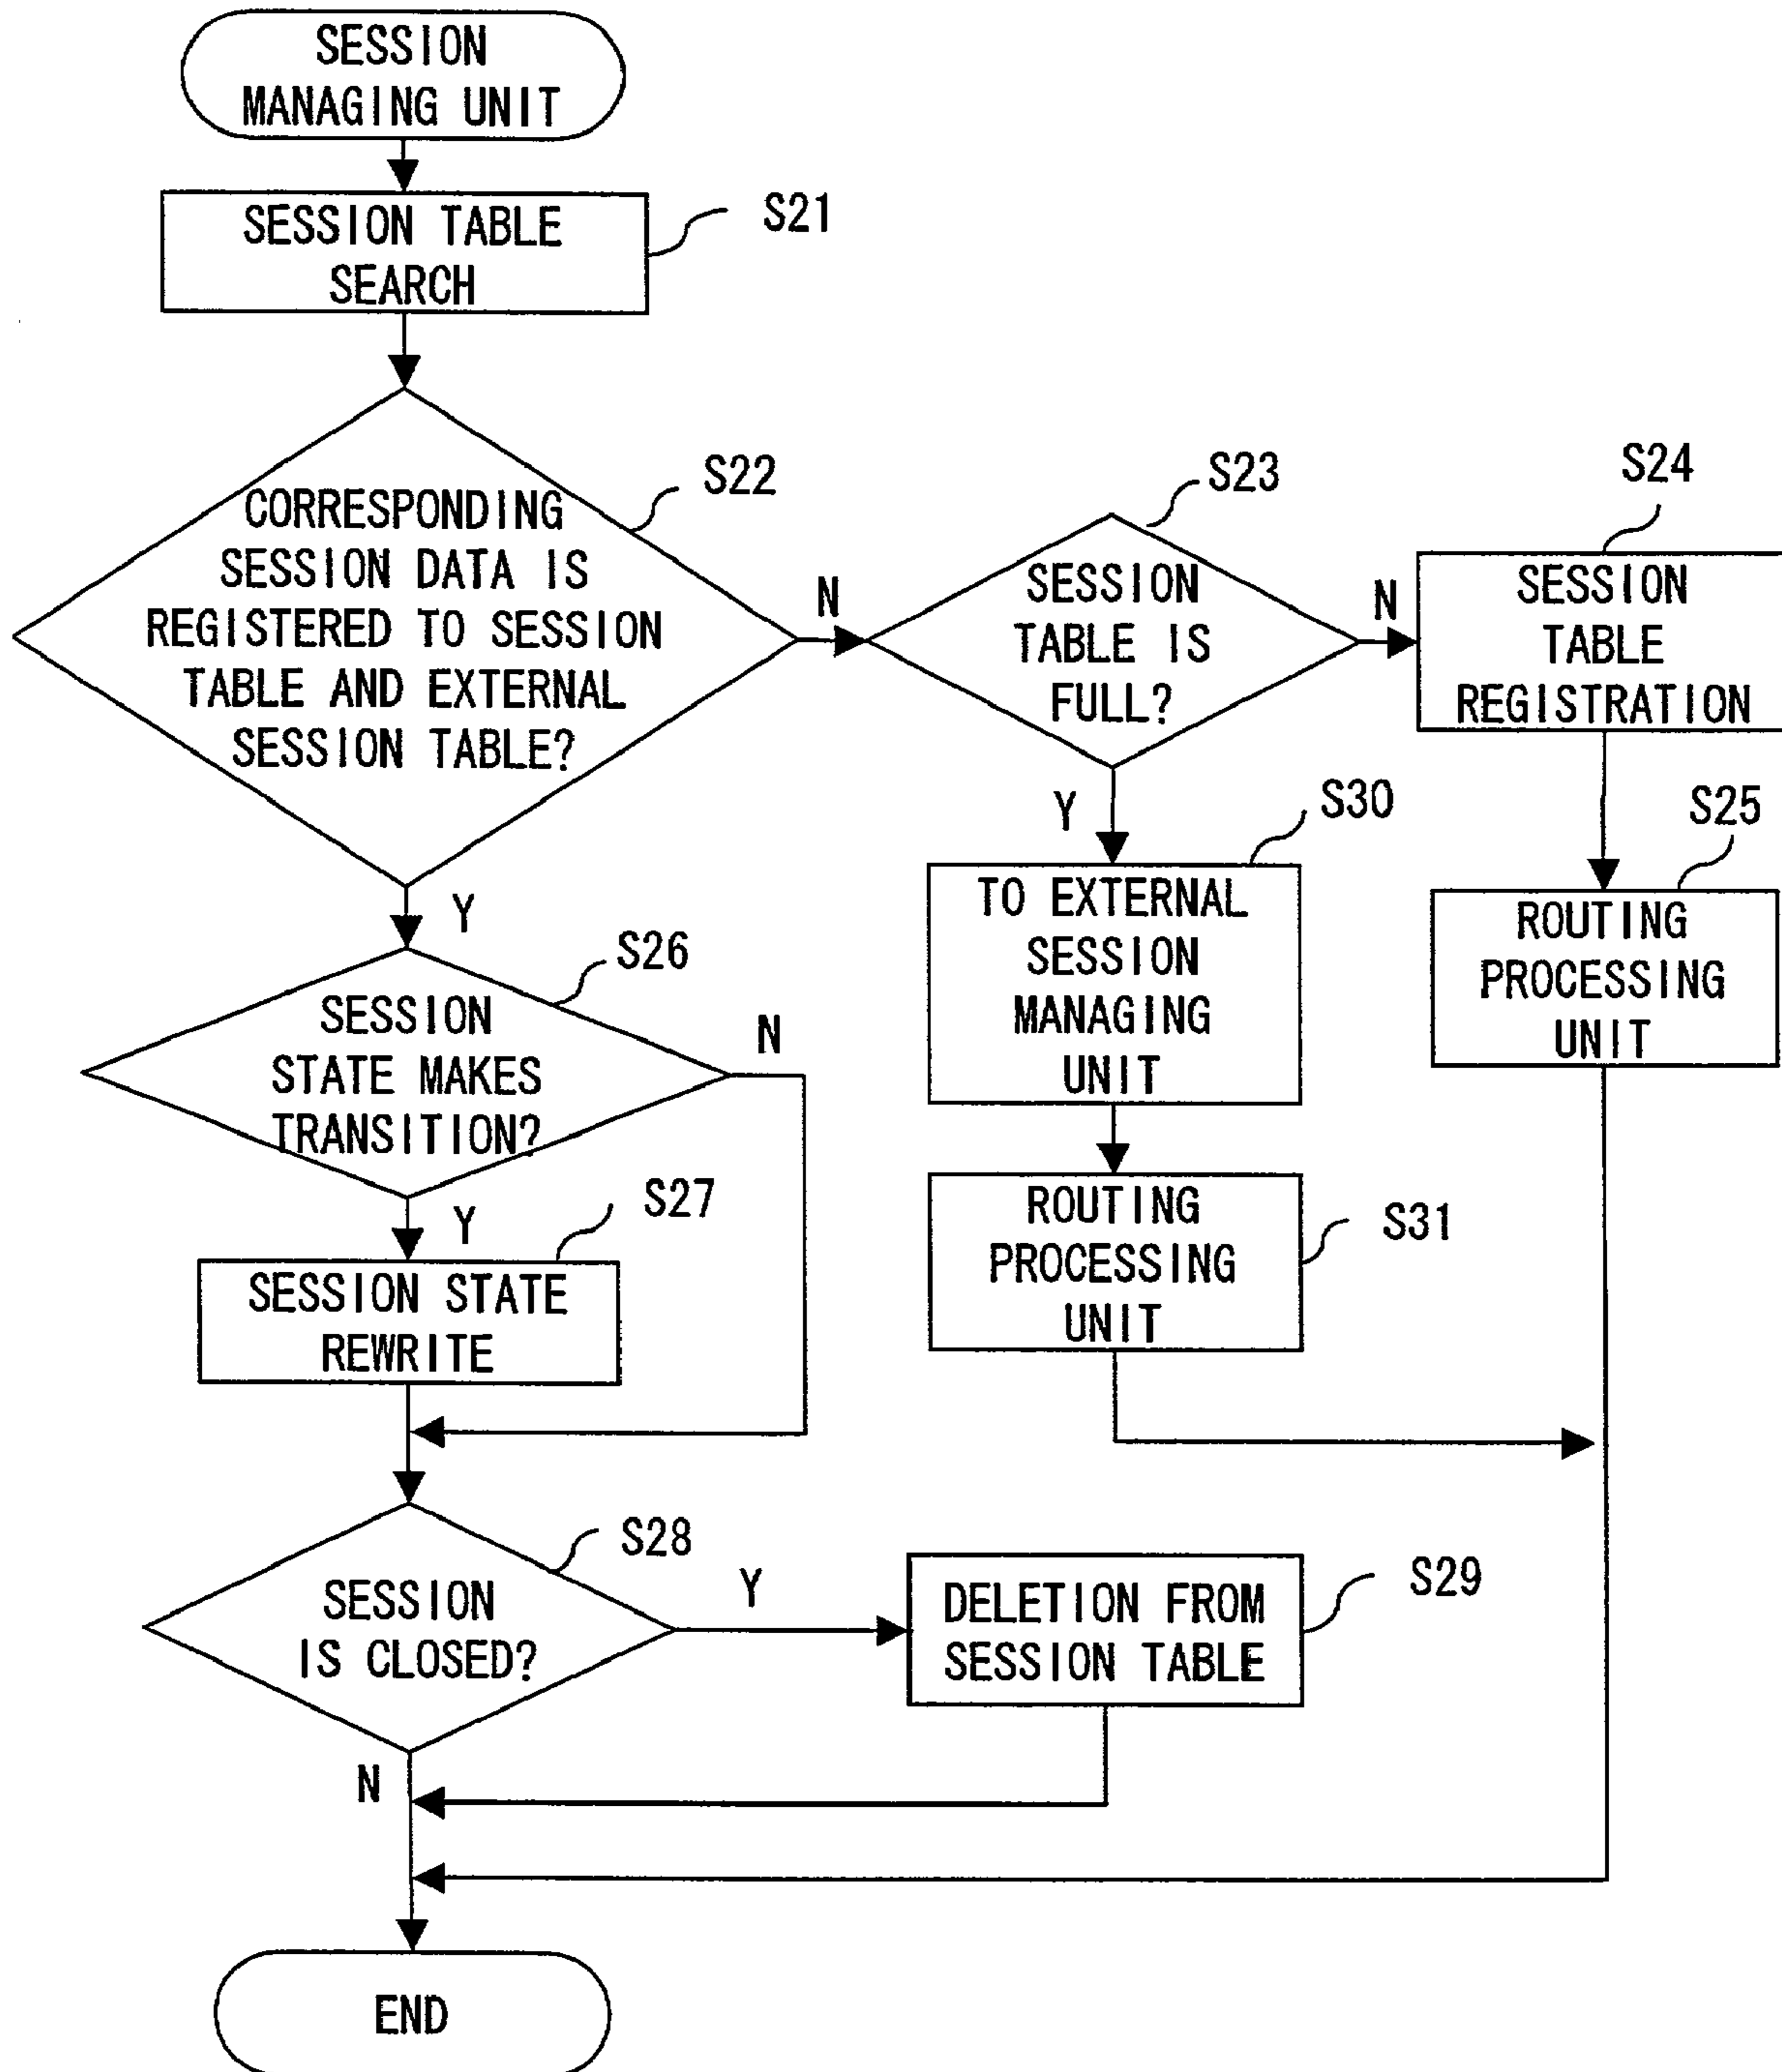 SESSION
MANAGING UNIT
SESSION TABLE
SEARCH
S21
CORRESPONDING
SESSION DATA IS
REGISTERED TO SESSION
TABLE AND EXTERNAL
SESSION TABLE?
S22
N
SESSION
TABLE IS
FULL?
S23
N
SESSION
TABLE
REGISTRATION
S24
ROUTING
PROCESSING
UNIT
S25
Y
TO EXTERNAL
SESSION
MANAGING
UNIT
S30
ROUTING
PROCESSING
UNIT
S31
Y
SESSION
STATE MAKES
TRANSITION?
S26
N
Y
SESSION STATE
REWRITE
S27
SESSION
IS CLOSED?
S28
Y
DELETION FROM
SESSION TABLE
S29
N
END